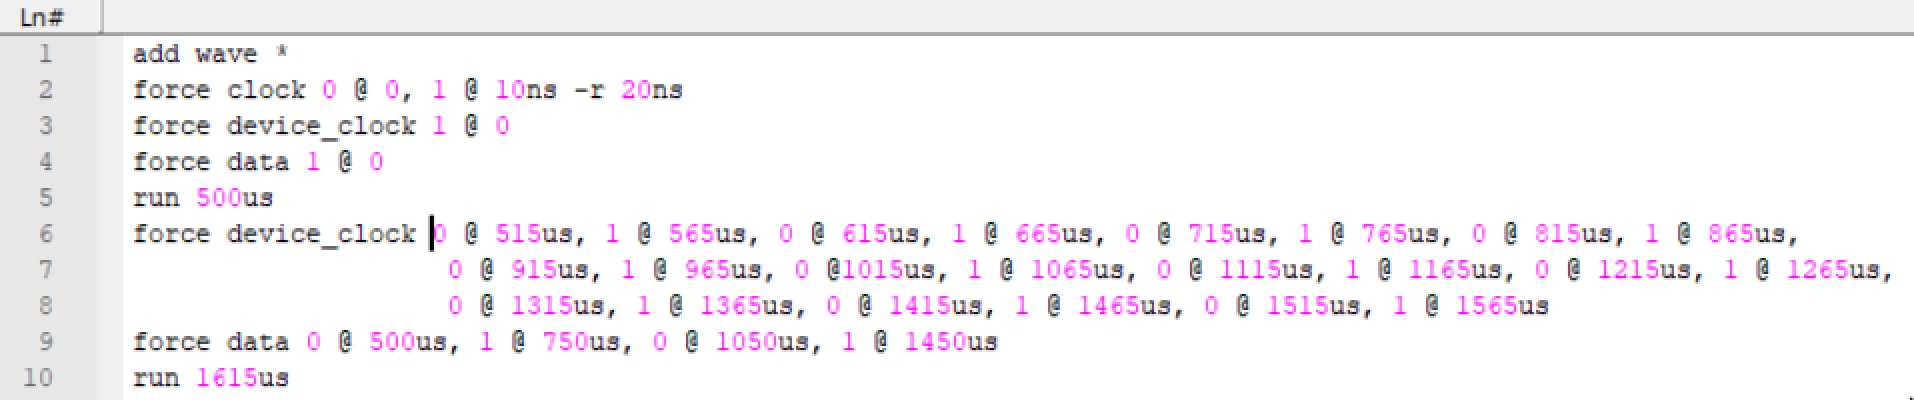 Ln#
1 add wave *
2 force clock 0 @ 0, 1 @ 10ns -r 20ns
3 force device_clock 1 @ 0
4 force data 1 @ 0
5 run 500us
6 force device_clock 0 @ 515us, 1 @ 565us, 0 @ 615us, 1 @ 665us, 0 @ 715us, 1 @ 765us, 0 @ 815us, 1 @ 865us,
7 0 @ 915us, 1 @ 965us, 0 @1015us, 1 @ 1065us, 0 @ 1115us, 1 @ 1165us, 0 @ 1215us, 1 @ 1265us,
8 0 @ 1315us, 1 @ 1365us, 0 @ 1415us, 1 @ 1465us, 0 @ 1515us, 1 @ 1565us
9 force data 0 @ 500us, 1 @ 750us, 0 @ 1050us, 1 @ 1450us
10 run 1615us